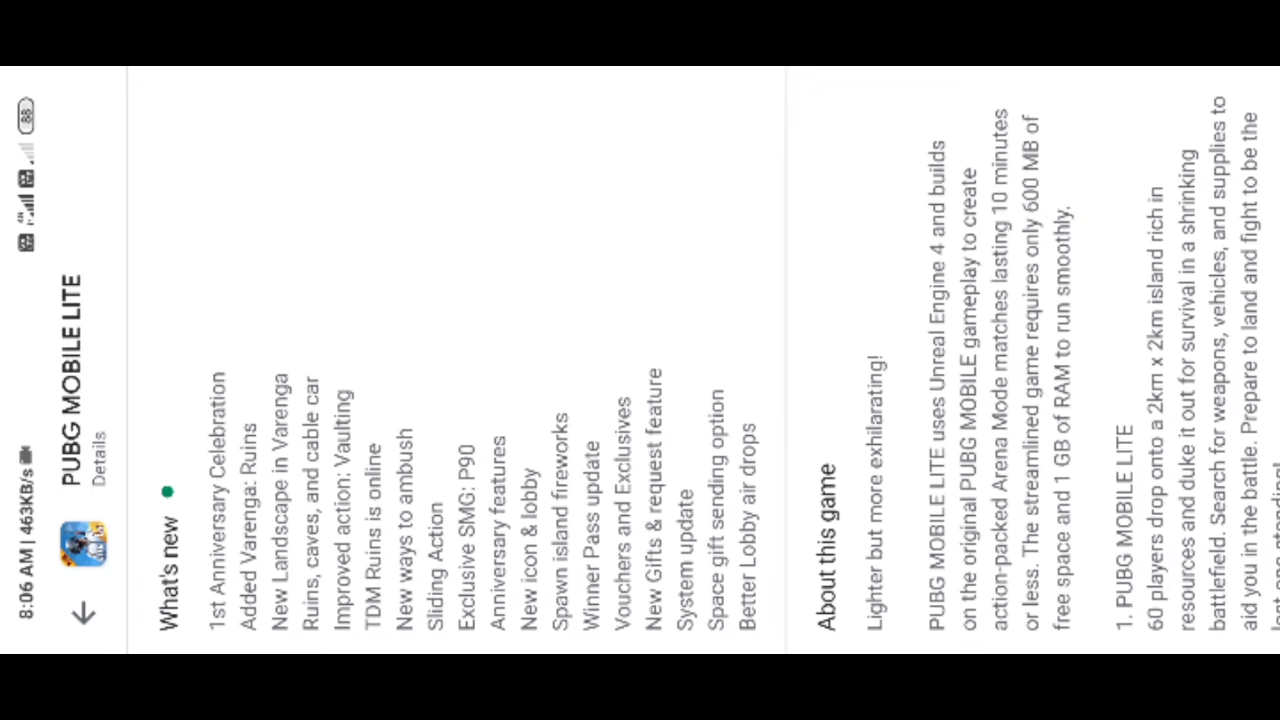 8:06 AM | 463KB/s
88
PUBG MOBILE LITE
Details
What's new
1st Anniversary Celebration
Added Varenga: Ruins
New Landscape in Varenga
Ruins, caves, and cable car
Improved action: Vaulting
TDM Ruins is online
New ways to ambush
Sliding Action
Exclusive SMG: P90
Anniversary features
New icon & lobby
Spawn island fireworks
Winner Pass update
Vouchers and Exclusives
New Gifts & request feature
System update
Space gift sending option
Better Lobby air drops
About this game
Lighter but more exhilarating!
PUBG MOBILE LITE uses Unreal Engine 4 and builds
on the original PUBG MOBILE gameplay to create
action-packed Arena Mode matches lasting 10 minutes
or less. The streamlined game requires only 600 MB of
free space and 1 GB of RAM to run smoothly.
1. PUBG MOBILE LITE
60 players drop onto a 2km x 2km island rich in
resources and duke it out for survival in a shrinking
battlefield. Search for weapons, vehicles, and supplies to
aid you in the battle. Prepare to land and fight to be the